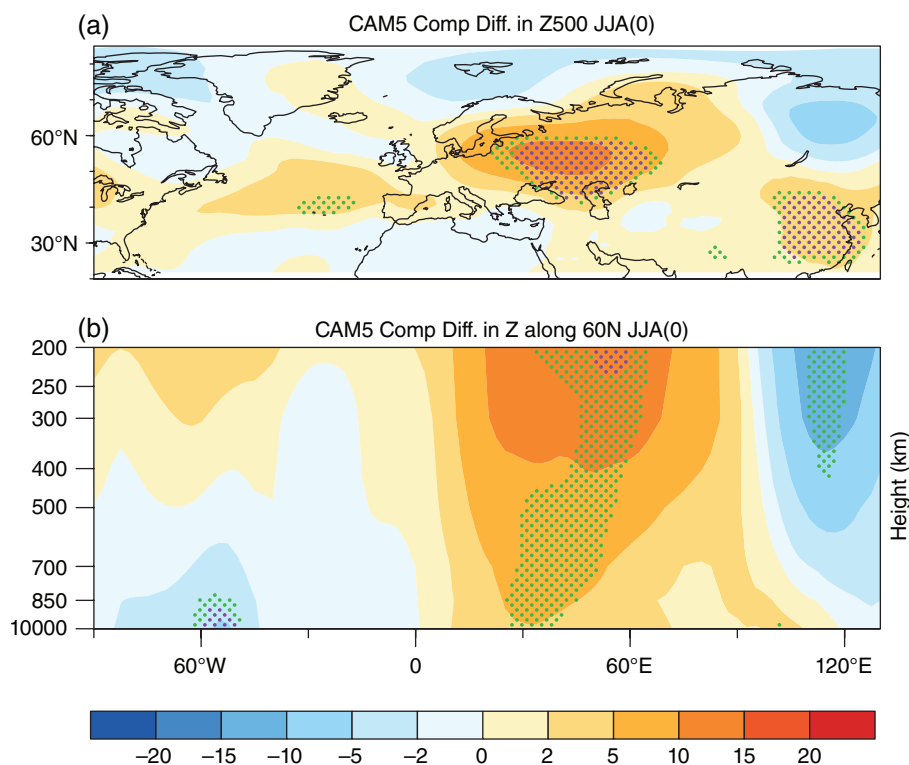 (a)
CAM5 Comp Diff. in Z500 JJA(0)
60°N
30°N
(b)
CAM5 Comp Diff. in Z along 60N JJA(0)
200
250
300
400
500
700
850
10000
Height (km)
60°W 0 60°E 120°E
−20 −15 −10 −5 −2 0 2 5 10 15 20